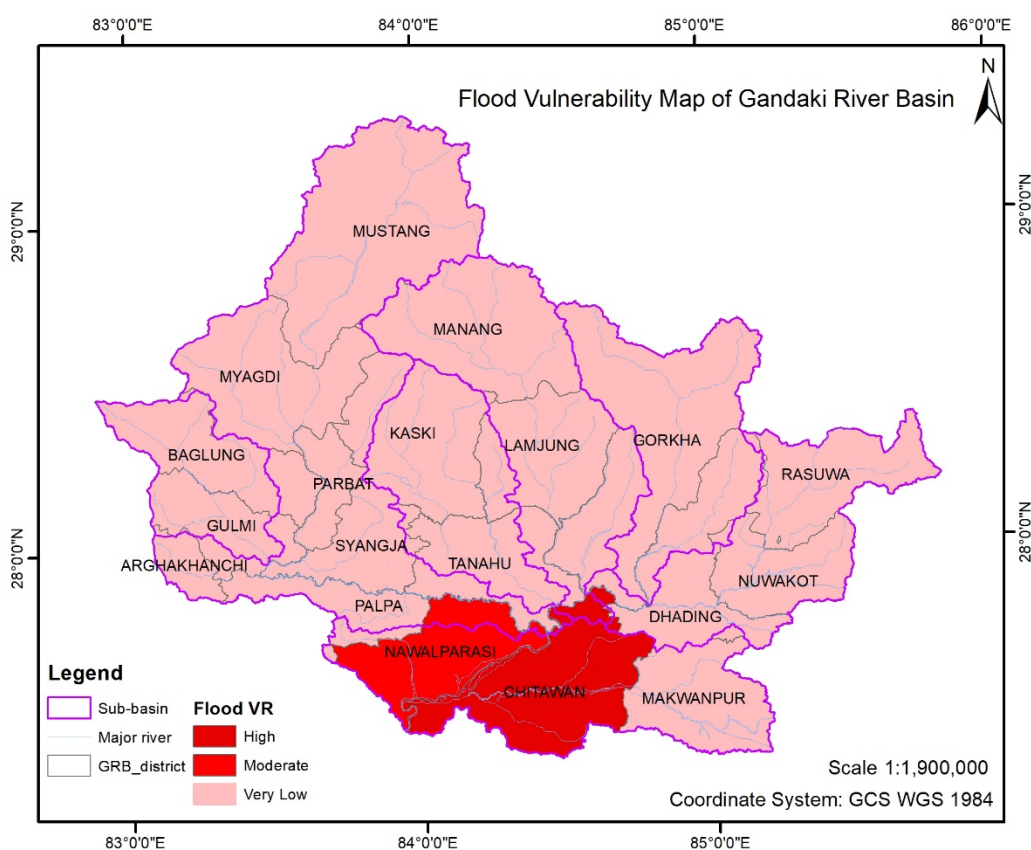 83°0'0"E 84°0'0"E 85°0'0"E 86°0'0"E
N
Flood Vulnerability Map of Gandaki River Basin
29°0'0"N
29°0'0"N
28°0'0"N
28°0'0"N
MUSTANG
MANANG
MYAGDI
KASKI
LAMJUNG
GORKHA
BAGLUNG
RASUWA
PARBAT
GULMI
SYANGJA
ARGHAKHANCHI
TANAHU
NUWAKOT
PALPA
DHADING
NAWALPARASI
CHITAWAN
MAKWANPUR
Legend
Sub-basin
Major river
GRB_district
Flood VR
High
Moderate
Very Low
Scale 1:1,900,000
Coordinate System: GCS WGS 1984
83°0'0"E 84°0'0"E 85°0'0"E